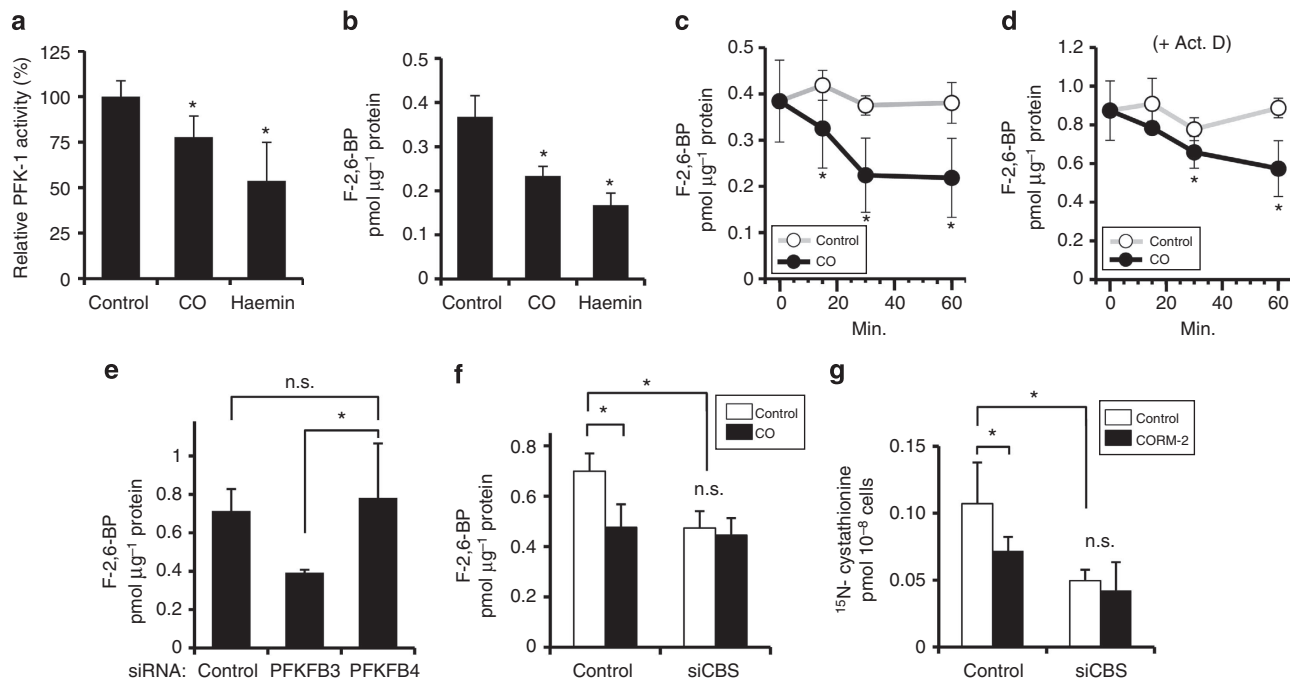 a
Relative PFK-1 activity (%)
125
100
75
50
25
0
*
*
Control CO Haemin
b
F-2,6-BP
pmol µg⁻¹ protein
0.5
0.4
0.3
0.2
0.1
0
*
*
Control CO Haemin
c
F-2,6-BP
pmol µg⁻¹ protein
0.5
0.4
0.3
0.2
0.1
0
*
*
*
Control
CO
0 20 40 60
Min.
d
(+ Act. D)
F-2,6-BP
pmol µg⁻¹ protein
1.2
1.0
0.8
0.6
0.4
0.2
0
*
*
Control
CO
0 20 40 60
Min.
e
n.s.
*
F-2,6-BP
pmol µg⁻¹ protein
1
0.8
0.6
0.4
0.2
0
siRNA: Control PFKFB3 PFKFB4
f
*
Control
CO
*
n.s.
F-2,6-BP
pmol µg⁻¹ protein
0.8
0.6
0.4
0.2
0
Control siCBS
g
*
Control
CORM-2
*
n.s.
¹⁵N- cystathionine
pmol 10⁻⁸ cells
0.15
0.10
0.05
0
Control siCBS